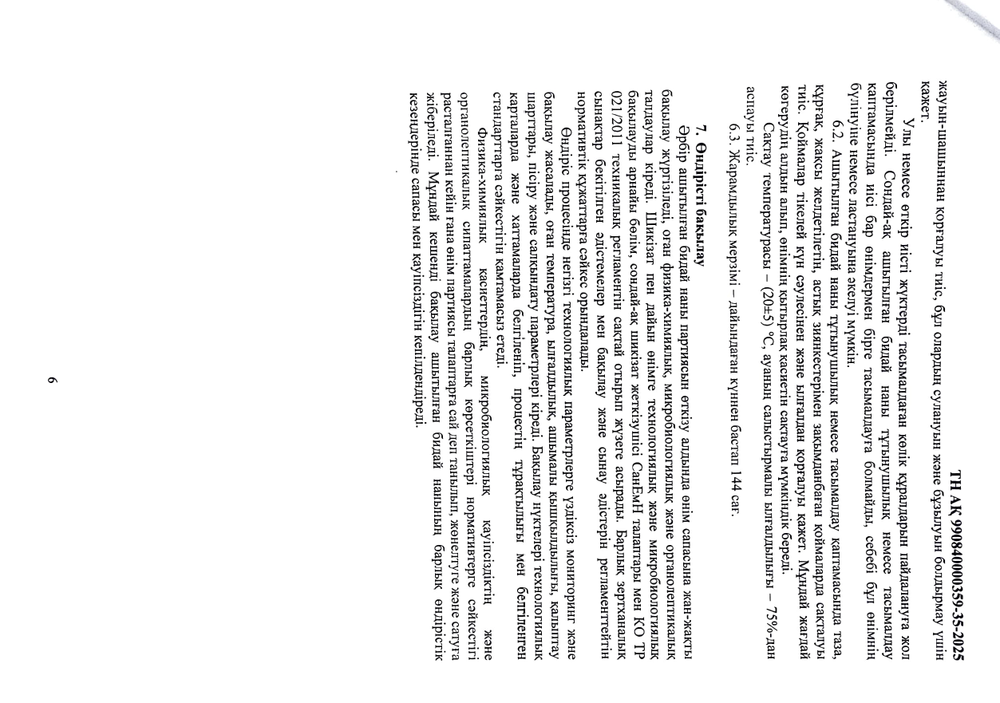 ТН АҚ 990840000359-35-2025
жауын-шашыннан қорғалуы тиіс, бұл олардың сулануын және бұзылуын болдырмау үшін
қажет.
Улы немесе өткір иісті жүктерді тасымалдаған көлік құралдарын пайдалануға жол
берілмейді. Сондай-ақ ашытылған бидай наны тұтынушылық немесе тасымалдау
қаптамасында иісі бар өнімдермен бірге тасымалдауға болмайды, себебі бұл өнімнің
бүлінуіне немесе ластануына әкелуі мүмкін.
6.2. Ашытылған бидай наны тұтынушылық немесе тасымалдау қаптамасында таза,
құрғақ, жақсы желдетілетін, астық зиянкестерімен зақымданбаған қоймаларда сақталуы
тиіс. Қоймалар тікелей күн сәулесінен және ылғалдан қорғалуы қажет. Мұндай жағдай
көгерудің алдын алып, өнімнің қытырлақ қасиетін сақтауға мүмкіндік береді.
Сақтау температурасы – (20±5) °С, ауаның салыстырмалы ылғалдылығы – 75%-дан
аспауы тиіс.
6.3. Жарамдылық мерзімі – дайындаған күннен бастап 144 сағ.
7. Өндірісті бақылау
Әрбір ашытылған бидай наны партиясын өткізу алдында өнім сапасына жан-жақты
бақылау жүргізіледі, оған физика-химиялық, микробиологиялық және органолептикалық
талдаулар кіреді. Шикізат пен дайын өнімге технологиялық және микробиологиялық
бақылауды арнайы бөлім, сондай-ақ шикізат жеткізушісі СанЕмН талаптары мен КО ТР
021/2011 техникалық регламентін сақтай отырып жүзеге асырады. Барлық зертханалық
сынақтар бекітілген әдістемелер мен бақылау және сынау әдістерін регламенттейтін
нормативтік құжаттарға сәйкес орындалады.
Өндіріс процесінде негізгі технологиялық параметрлерге үздіксіз мониторинг және
бақылау жасалады, оған температура, ылғалдылық, ашымалы қышқылдылығы, қалыптау
шарттары, пісіру және салқындату параметрлері кіреді. Бақылау нүктелері технологиялық
карталарда және хаттамаларда белгіленіп, процестің тұрақтылығы мен белгіленген
стандарттарға сәйкестігін қамтамасыз етеді.
Физика-химиялық қасиеттердің, микробиологиялық қауіпсіздіктің және
органолептикалық сипаттамалардың барлық көрсеткіштері нормативтерге сәйкестігі
расталғаннан кейін ғана өнім партиясы талаптарға сай деп танылып, жөнелтуге және сатуға
жіберіледі. Мұндай кешенді бақылау ашытылған бидай нанының барлық өндірістік
кезеңдерінде сапасы мен қауіпсіздігін кепілдендіреді.
6